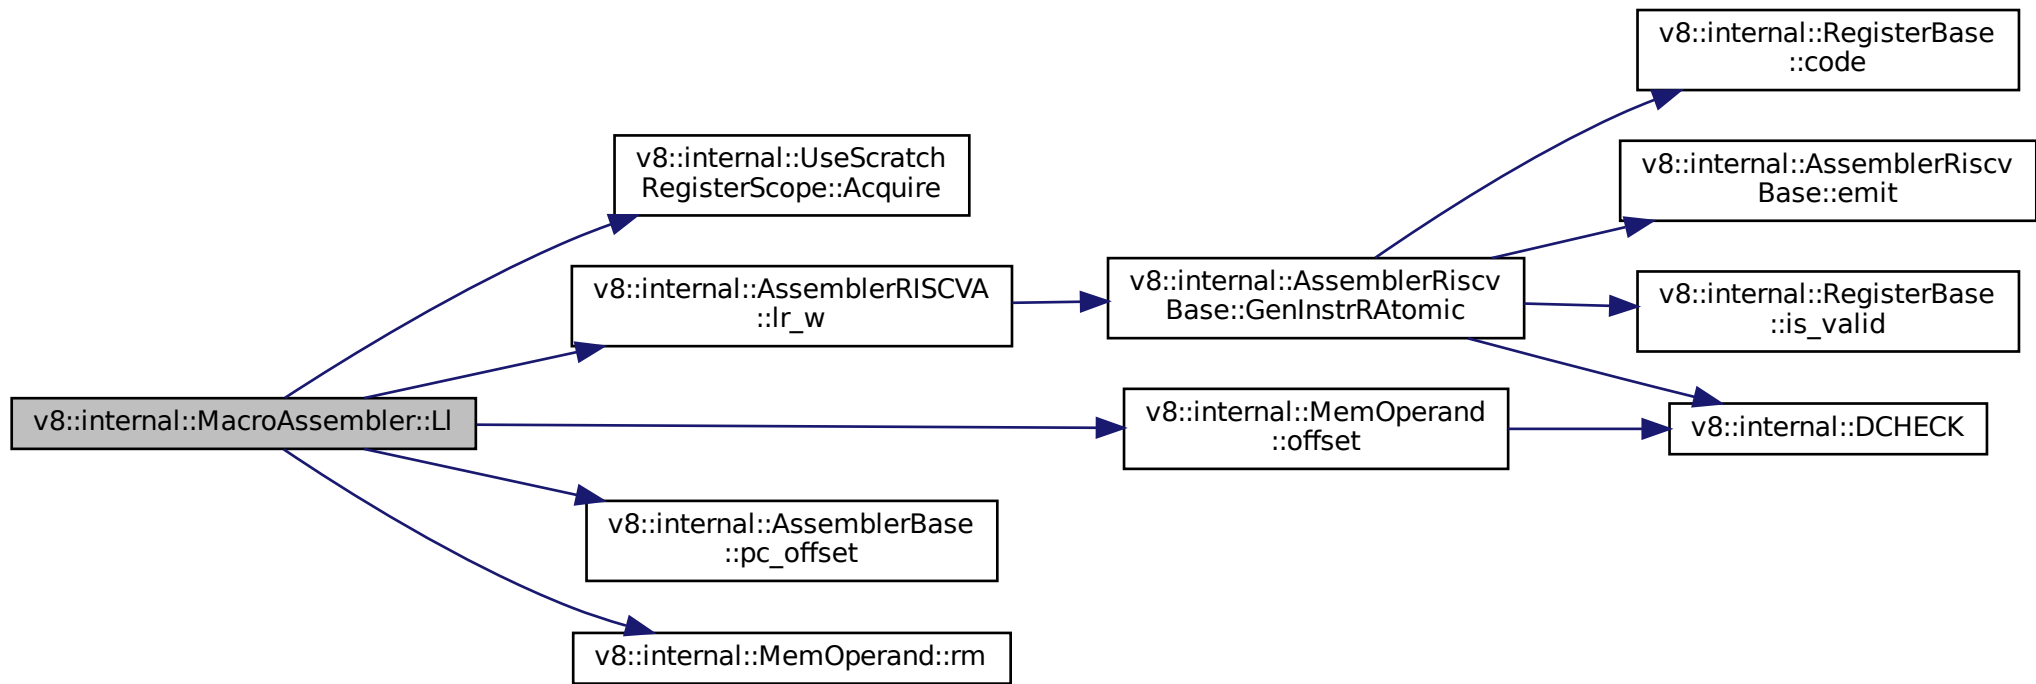 v8::internal::MacroAssembler::Ll
v8::internal::UseScratch
RegisterScope::Acquire
v8::internal::AssemblerRISCVA
::lr_w
v8::internal::MemOperand
::offset
v8::internal::AssemblerBase
::pc_offset
v8::internal::MemOperand::rm
v8::internal::AssemblerRiscv
Base::GenInstrRAtomic
v8::internal::RegisterBase
::code
v8::internal::AssemblerRiscv
Base::emit
v8::internal::RegisterBase
::is_valid
v8::internal::DCHECK